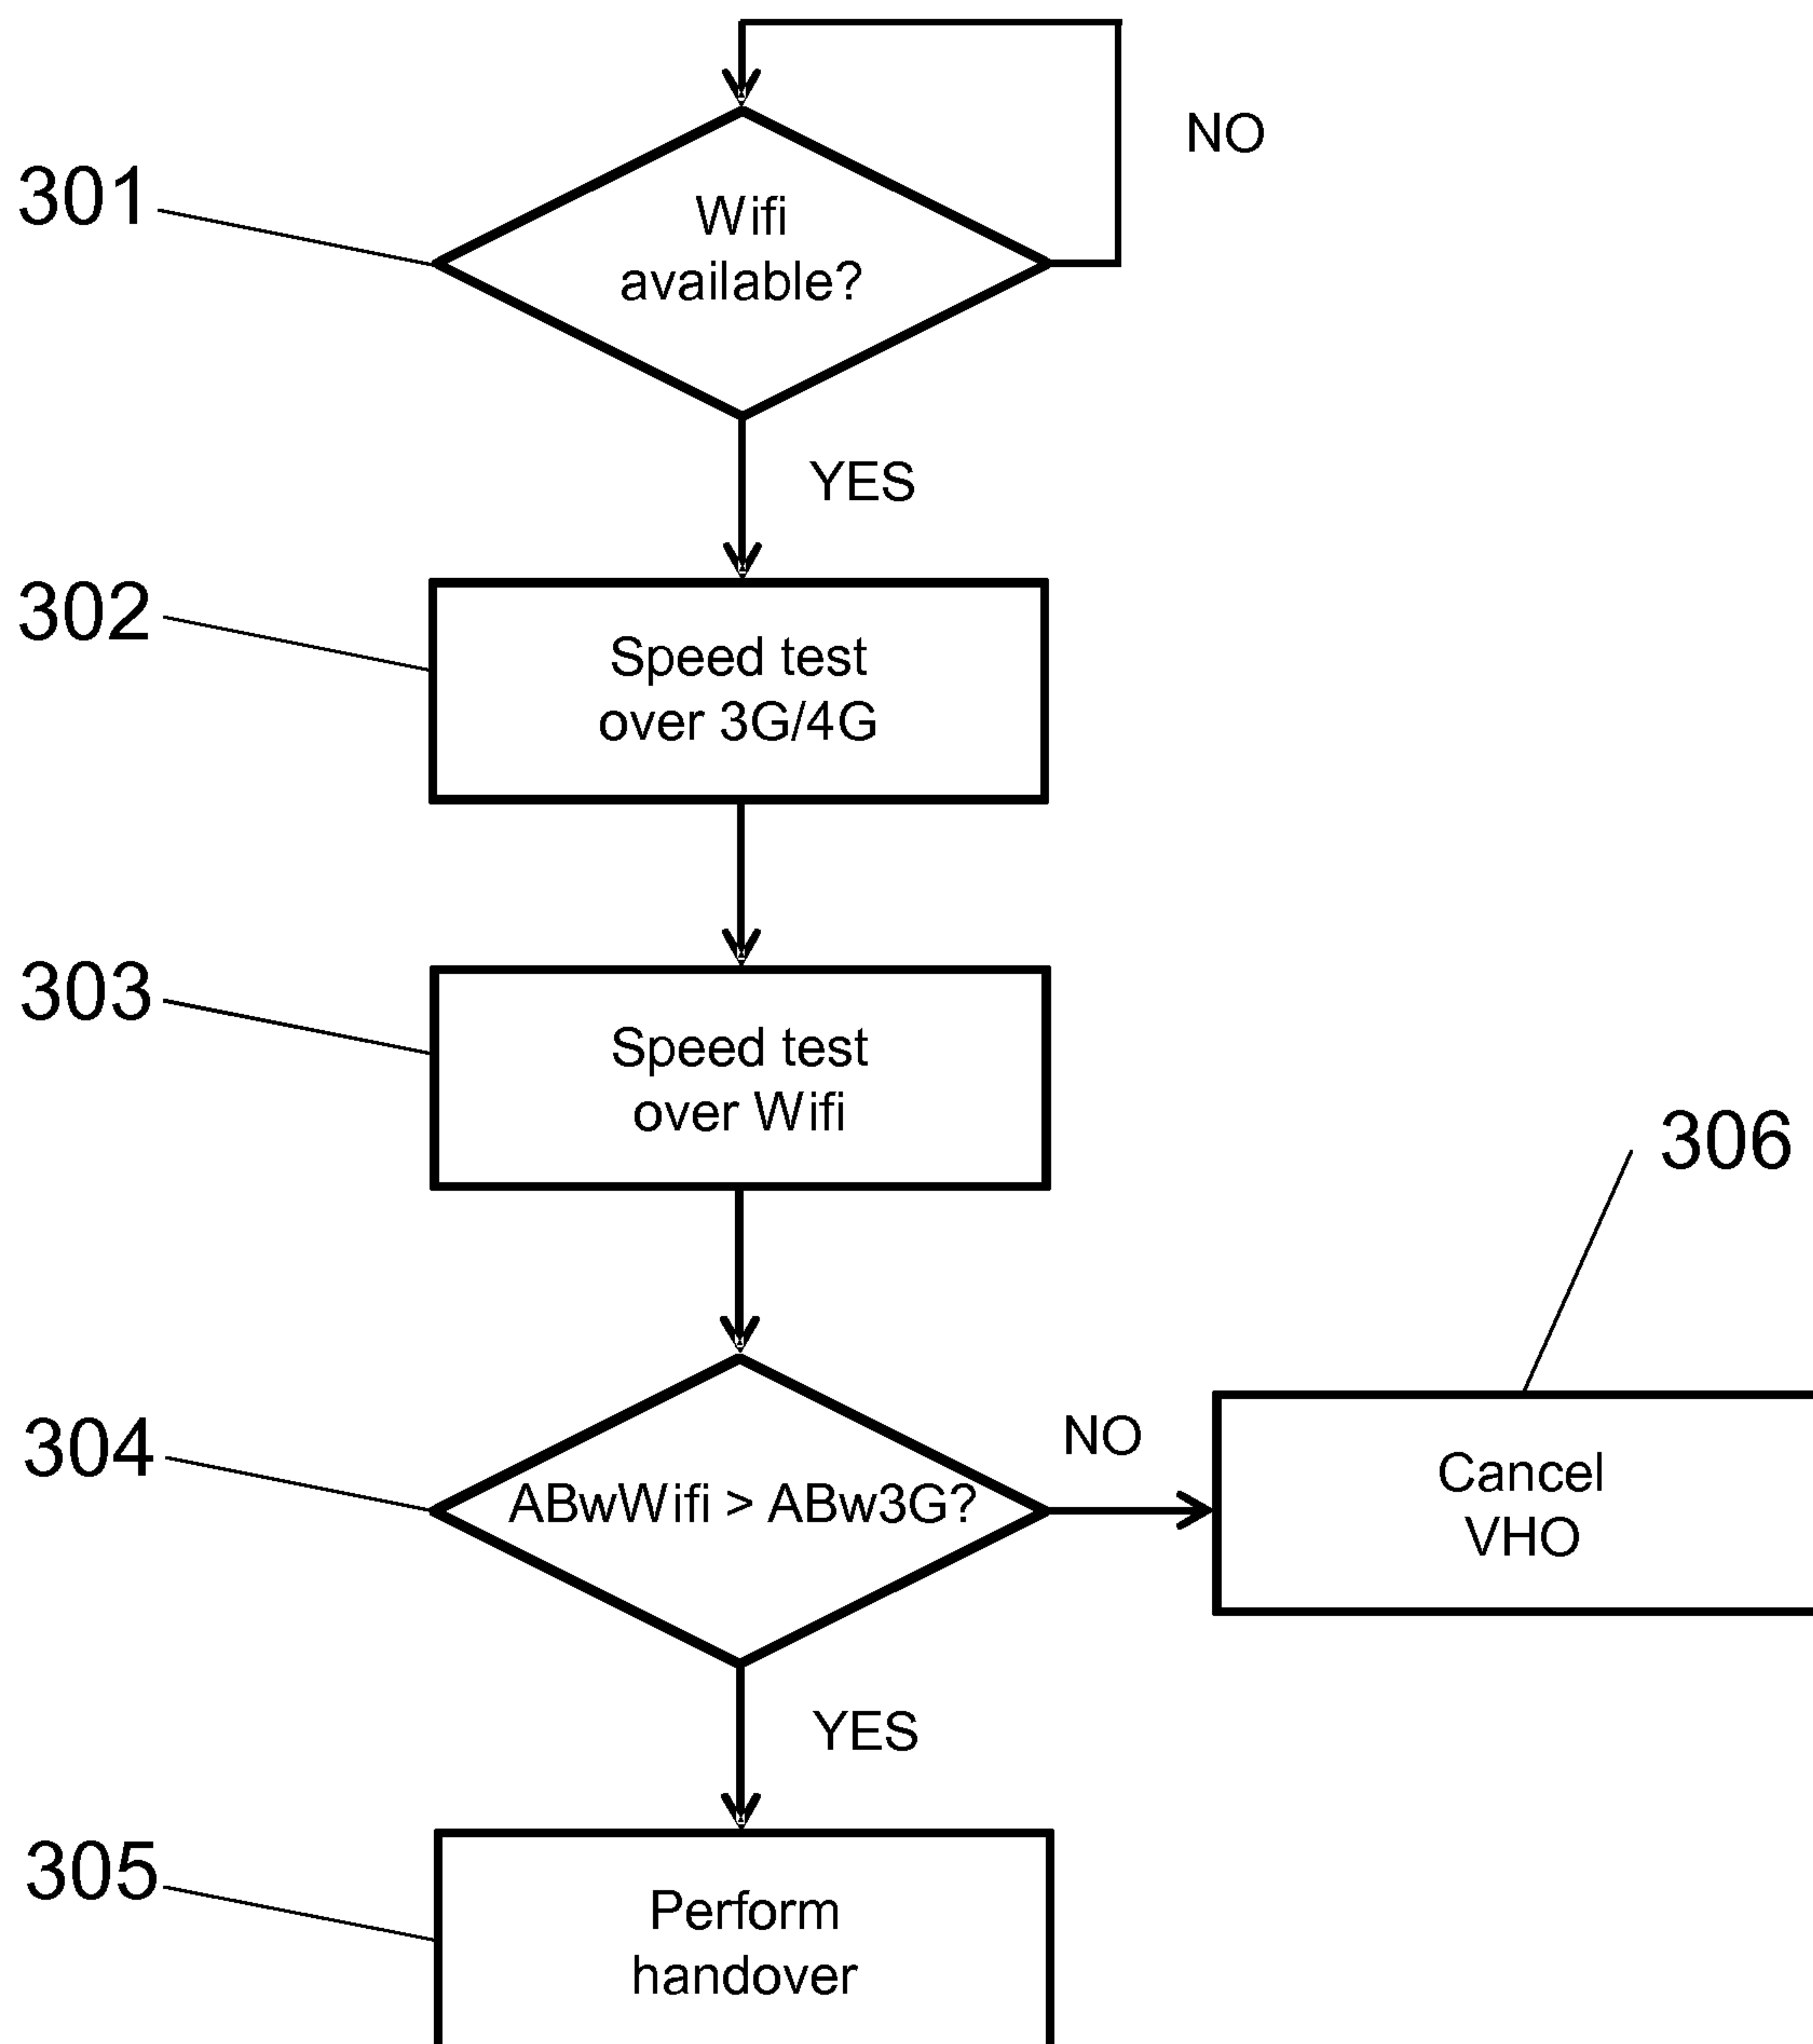 NO
301
Wifi
available?
YES
302
Speed test
over 3G/4G
303
Speed test
over Wifi
306
304
ABwWifi > ABw3G?
NO
Cancel
VHO
YES
305
Perform
handover